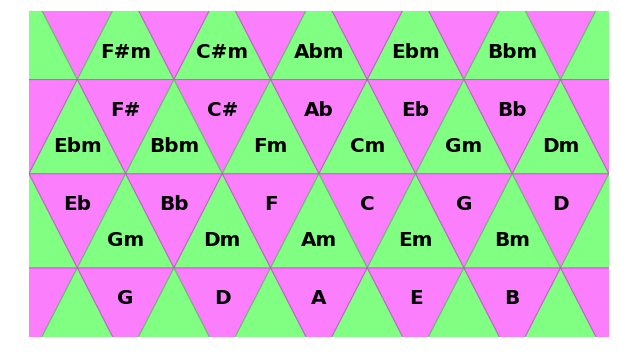 F#m C#m Abm Ebm Bbm
F# C# Ab Eb Bb
Ebm Bbm Fm Cm Gm Dm
Eb Bb F C G D
Gm Dm Am Em Bm
G D A E B